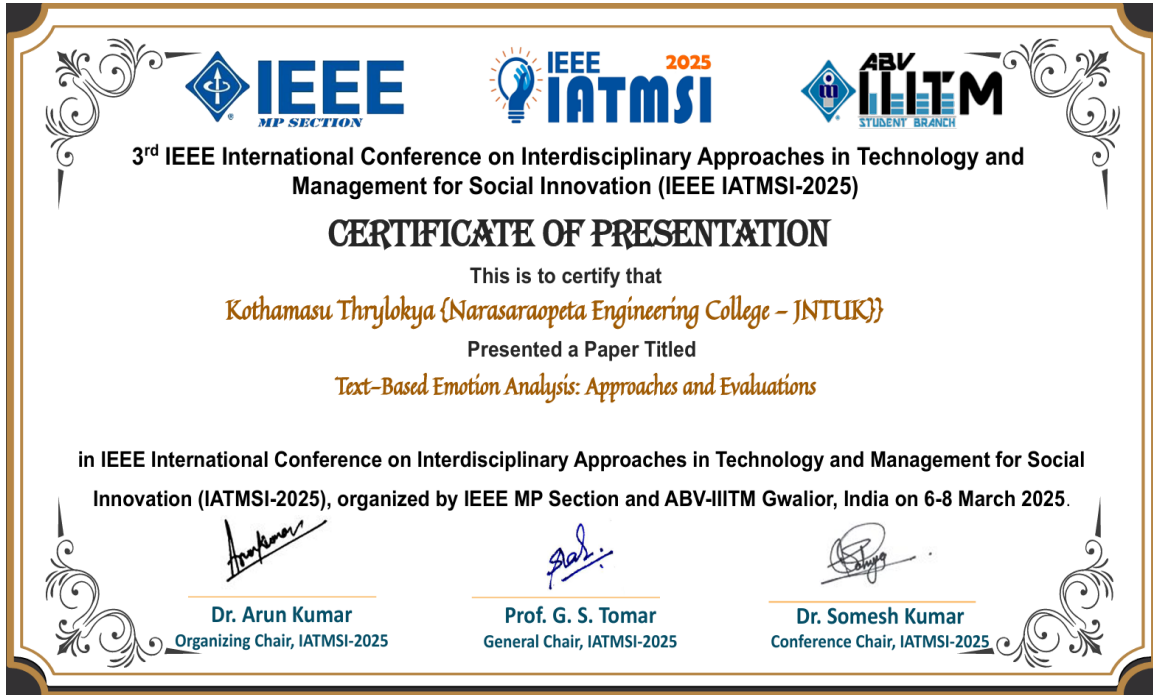 IEEE
MP SECTION
IEEE 2025
IATMSI
ABV
IIITM
STUDENT BRANCH
3rd IEEE International Conference on Interdisciplinary Approaches in Technology and
Management for Social Innovation (IEEE IATMSI-2025)
CERTIFICATE OF PRESENTATION
This is to certify that
Kothamasu Thrylokya {Narasaraopeta Engineering College – JNTUK}}
Presented a Paper Titled
Text-Based Emotion Analysis: Approaches and Evaluations
in IEEE International Conference on Interdisciplinary Approaches in Technology and Management for Social
Innovation (IATMSI-2025), organized by IEEE MP Section and ABV-IIITM Gwalior, India on 6-8 March 2025.
Dr. Arun Kumar
Organizing Chair, IATMSI-2025
Prof. G. S. Tomar
General Chair, IATMSI-2025
Dr. Somesh Kumar
Conference Chair, IATMSI-2025